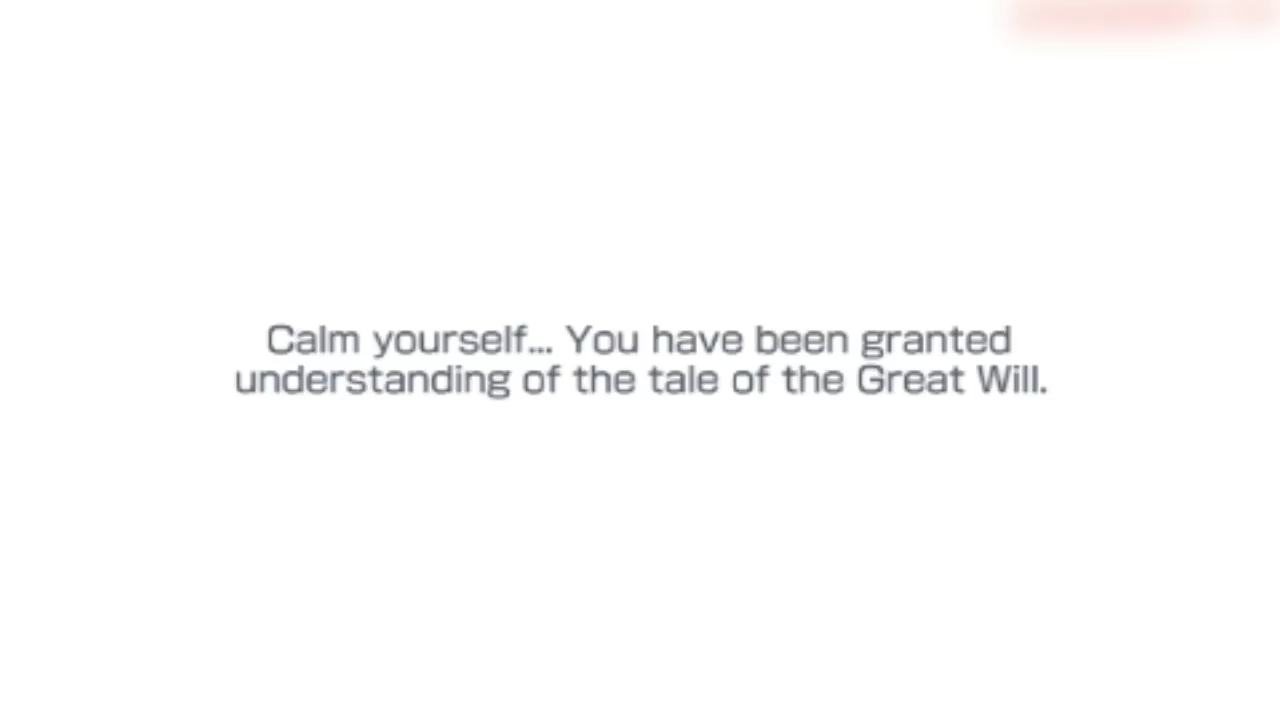 Calm yourself... You have been granted
understanding of the tale of the Great Will.